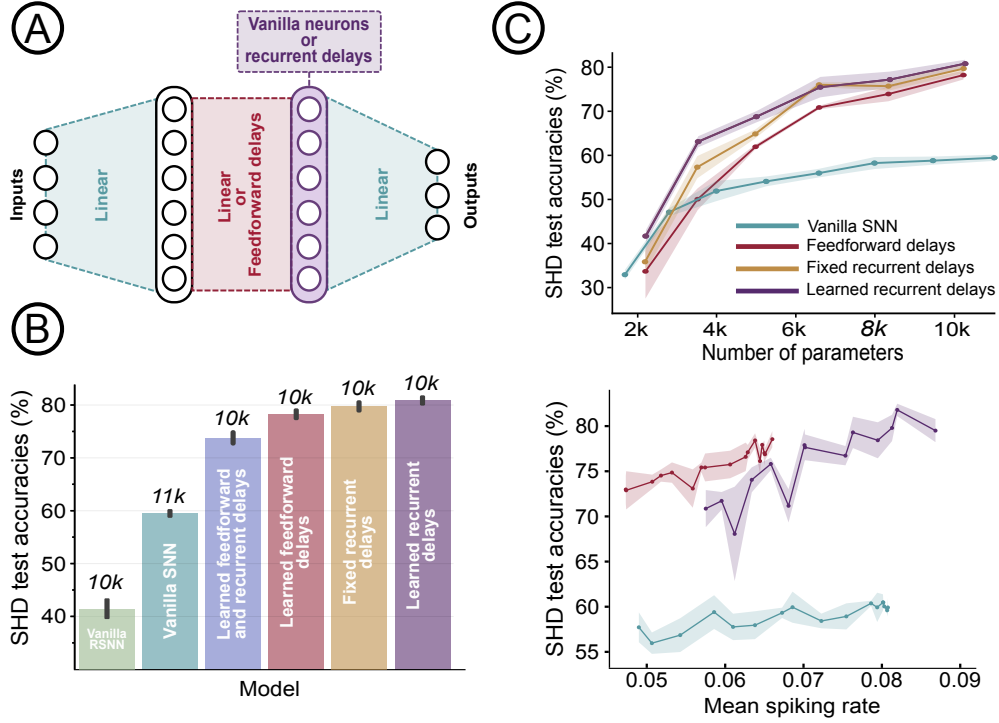 A
Vanilla neurons
or
recurrent delays
Inputs
Linear
Linear
or
Feedforward delays
Linear
Outputs
B
SHD test accuracies (%)
80
70
60
50
40
10k
11k
10k
10k
10k
10k
Vanilla
RSNN
Vanilla SNN
Learned feedforward
and recurrent delays
Learned feedforward
delays
Fixed recurrent
delays
Learned recurrent
delays
Model
C
SHD test accuracies (%)
80
70
60
50
40
30
Vanilla SNN
Feedforward delays
Fixed recurrent delays
Learned recurrent delays
2k
4k
6k
8k
10k
Number of parameters
SHD test accuracies (%)
80
75
70
65
60
55
0.05
0.06
0.07
0.08
0.09
Mean spiking rate